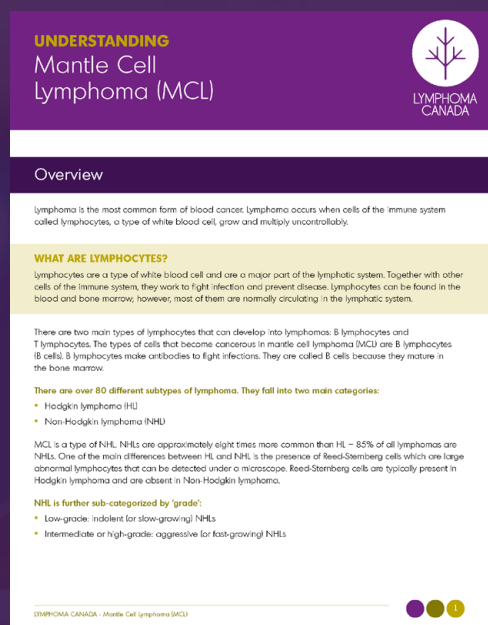 UNDERSTANDING
Mantle Cell
Lymphoma (MCL)
LYMPHOMA
CANADA
Overview
Lymphoma is the most common form of blood cancer. Lymphoma occurs when cells of the immune system
called lymphocytes, a type of white blood cell, grow and multiply uncontrollably.
WHAT ARE LYMPHOCYTES?
Lymphocytes are a type of white blood cell and are a major part of the lymphatic system. Together with other
cells of the immune system, they work to fight infection and prevent disease. Lymphocytes can be found in the
blood and bone marrow; however, most of them are normally circulating in the lymphatic system.
There are two main types of lymphocytes that can develop into lymphomas: B lymphocytes and
T lymphocytes. The types of cells that become cancerous in mantle cell lymphoma (MCL) are B lymphocytes
(B cells). B lymphocytes make antibodies to fight infections. They are called B cells because they mature in
the bone marrow.
There are over 80 different subtypes of lymphoma. They fall into two main categories:
• Hodgkin lymphoma (HL)
• Non-Hodgkin lymphoma (NHL)
MCL is a type of NHL. NHLs are approximately eight times more common than HL – 85% of all lymphomas are
NHLs. One of the main differences between HL and NHL is the presence of Reed-Sternberg cells which are large
abnormal lymphocytes that can be detected under a microscope. Reed-Sternberg cells are typically present in
Hodgkin lymphoma and are absent in Non-Hodgkin lymphoma.
NHL is further sub-categorized by 'grade':
• Low-grade: indolent (or slow-growing) NHLs
• Intermediate or high-grade: aggressive (or fast-growing) NHLs
LYMPHOMA CANADA - Mantle Cell Lymphoma (MCL)
1